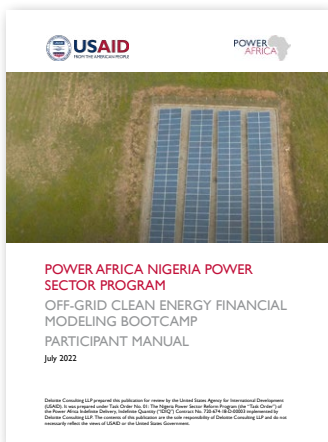 USAID
FROM THE AMERICAN PEOPLE
POWER
AFRICA
POWER AFRICA NIGERIA POWER
SECTOR PROGRAM
OFF-GRID CLEAN ENERGY FINANCIAL
MODELING BOOTCAMP
PARTICIPANT MANUAL
July 2022
Deloitte Consulting LLP prepared this publication for review by the United States Agency for International Development
(USAID). It was prepared under Task Order No. 01: The Nigeria Power Sector Reform Program (the “Task Order”) of
the Power Africa Indefinite Delivery, Indefinite Quantity (“IDIQ”) Contract No. 720-674-18-D-00003 implemented by
Deloitte Consulting LLP. The contents of this publication are the sole responsibility of Deloitte Consulting LLP and do not
necessarily reflect the views of USAID or the United States Government.